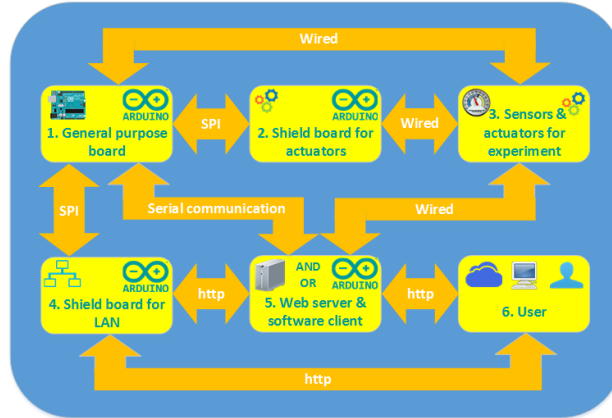 Wired
ARDUINO
1. General purpose
board
SPI
ARDUINO
2. Shield board for
actuators
Wired
3. Sensors &
actuators for
experiment
SPI
Serial communication
Wired
ARDUINO
4. Shield board for
LAN
http
AND
OR
ARDUINO
5. Web server &
software client
http
6. User
http